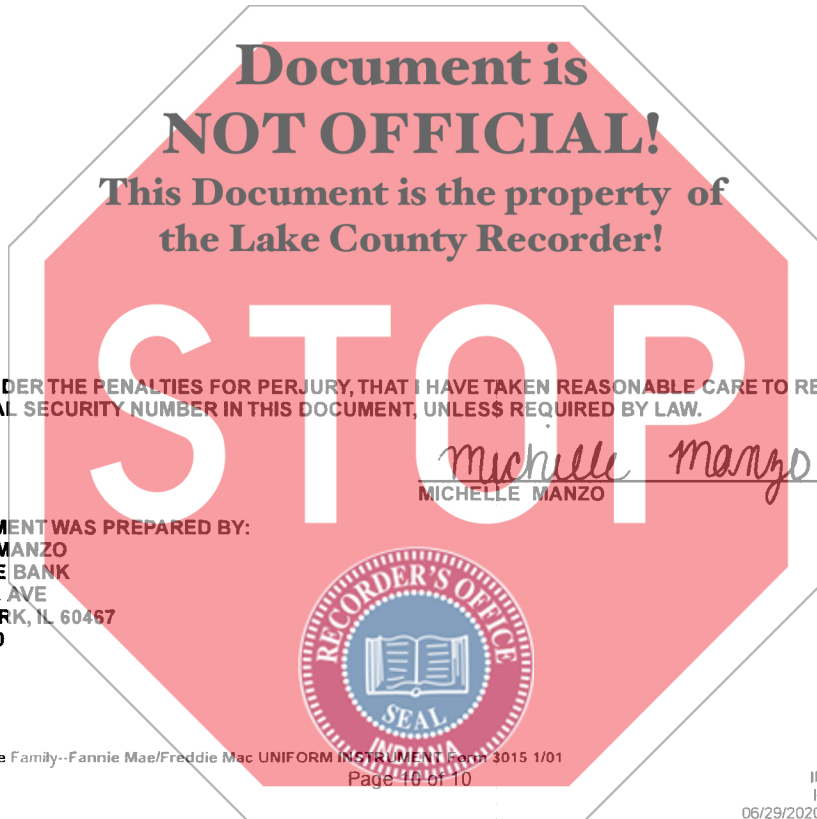 Document is
NOT OFFICIAL!
This Document is the property of
the Lake County Recorder!
STOP
DER THE PENALTIES FOR PERJURY, THAT I HAVE TAKEN REASONABLE CARE TO RE
AL SECURITY NUMBER IN THIS DOCUMENT, UNLESS REQUIRED BY LAW.
Michelle Manzo
MICHELLE MANZO
MENT WAS PREPARED BY:
MANZO
E BANK
AVE
RK, IL 60467
0
RECORDER'S OFFICE
SEAL
INDIANA
e Family--Fannie Mae/Freddie Mac UNIFORM INSTRUMENT Form 3015 1/01
Page 10 of 10
06/29/2020